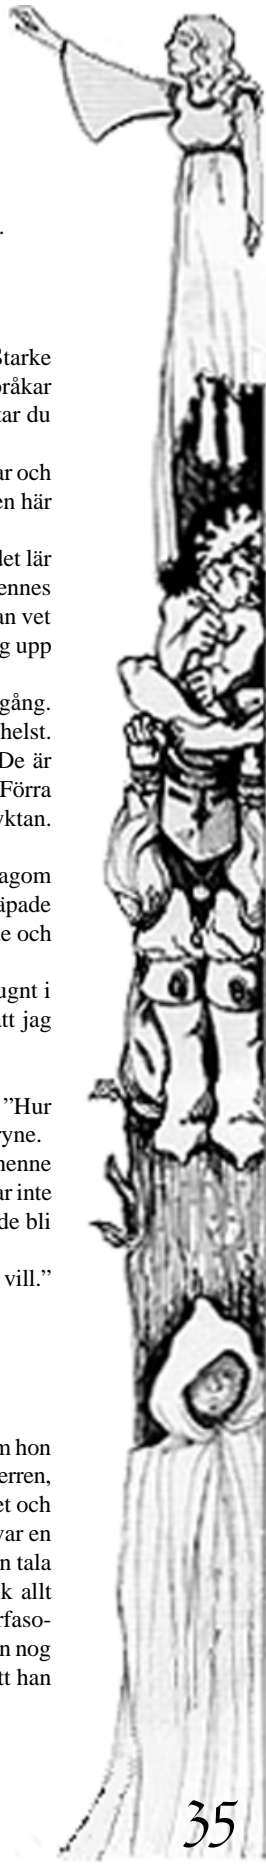 .
Starke
pråkar
tar du
ar och
en här
det lär
ennes
an vet
g upp
gång.
helst.
De är
Förra
yktan.
agom
äpade
e och
ugnt i
att jag
”Hur
ryne.
henne
ar inte
de bli
vill.”
m hon
erren,
et och
var en
n tala
k allt
rfaso-
n nog
tt han
35